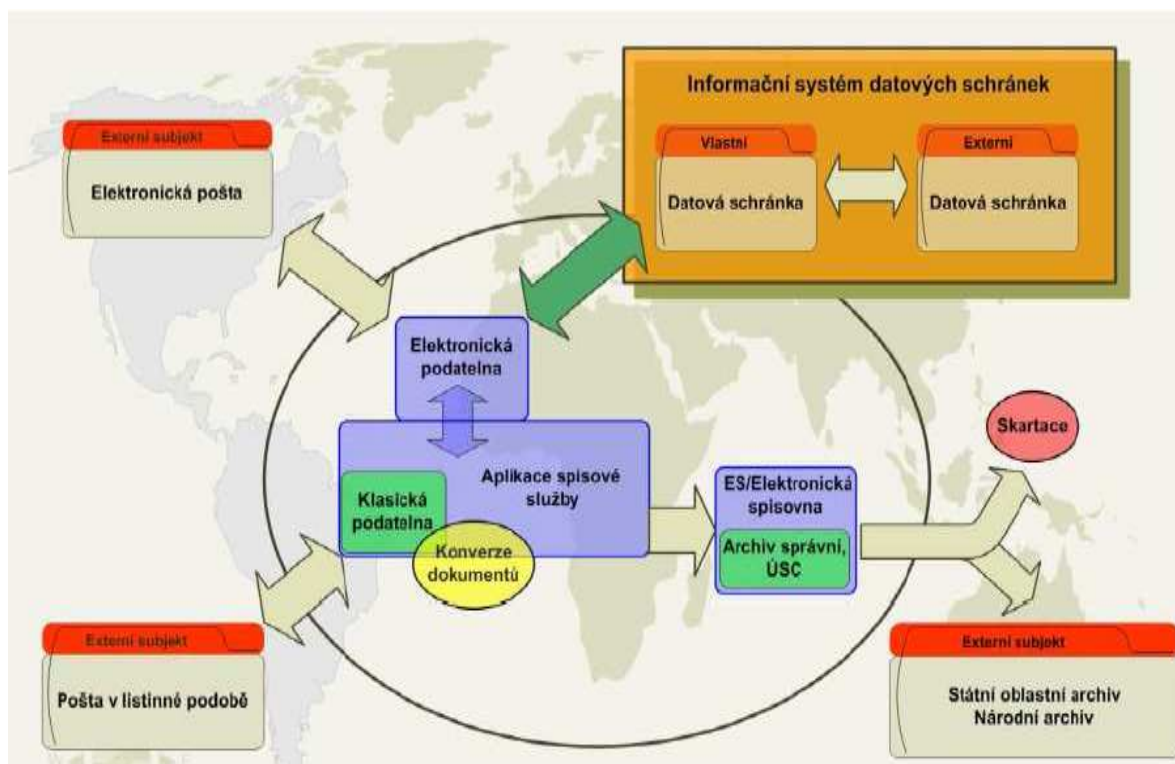 Informační systém datových schránek
Externí subjekt
Elektronická pošta
Vlastní
Datová schránka
Externí
Datová schránka
Elektronická
podatelna
Aplikace spisové
služby
Klasická
podatelna
Konverze
dokumentů
ES/Elektronická
spisovna
Archiv správní,
ÚSC
Skartace
Externí subjekt
Pošta v listinné podobě
Externí subjekt
Státní oblastní archiv
Národní archiv